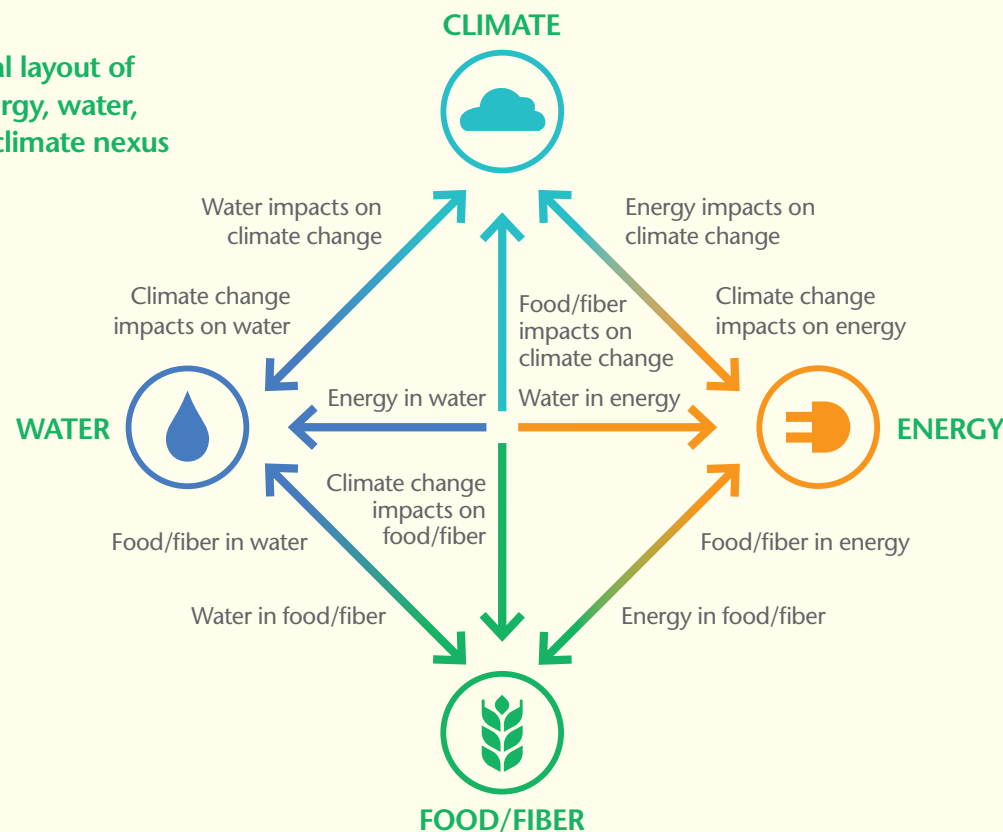 CLIMATE
layout of
water,
climate nexus
Water impacts on
climate change
Energy impacts on
climate change
Climate change
impacts on water
Food/fiber
impacts on
climate change
Climate change
impacts on energy
Energy in water
Water in energy
WATER
ENERGY
Climate change
impacts on
food/fiber
Food/fiber in water
Food/fiber in energy
Water in food/fiber
Energy in food/fiber
FOOD/FIBER